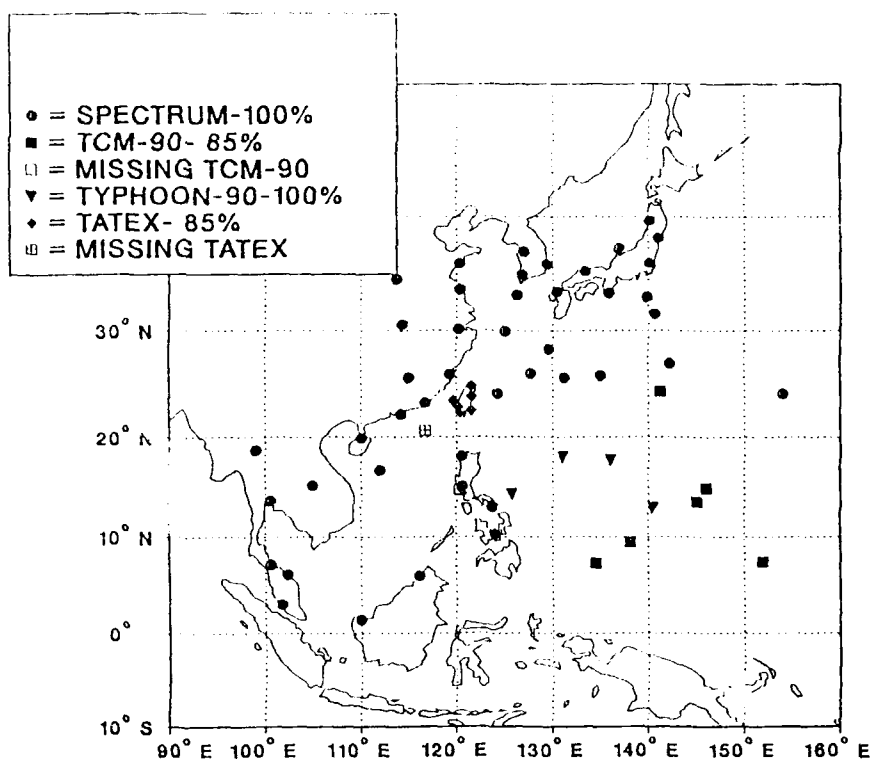 ● = SPECTRUM-100%
■ = TCM-90- 85%
□ = MISSING TCM-90
▼ = TYPHOON-90-100%
♦ = TATEX- 85%
⊞ = MISSING TATEX
30° N
20° N
10° N
0°
10° S
90° E 100° E 110° E 120° E 130° E 140° E 150° E 160° E